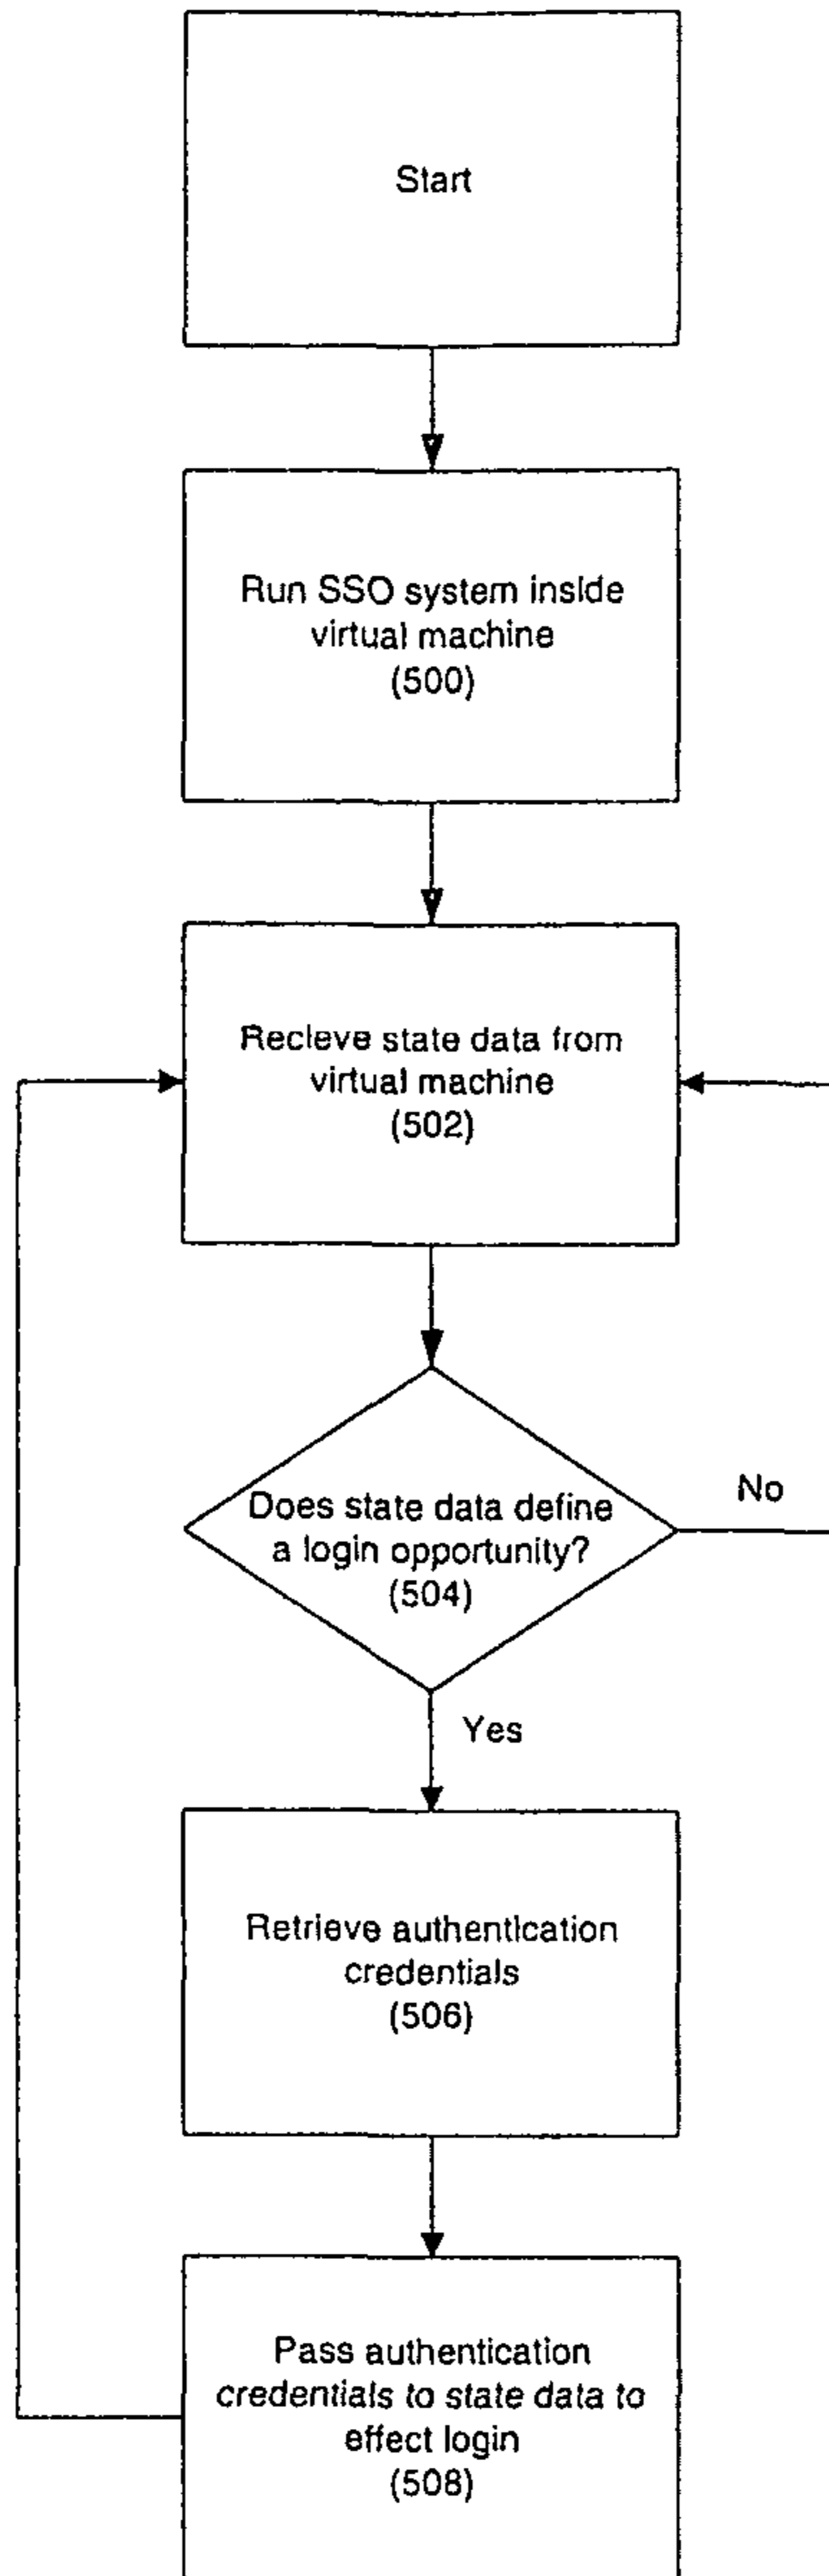 Start
Run SSO system inside
virtual machine
(500)
Recieve state data from
virtual machine
(502)
Does state data define
a login opportunity?
(504)
No
Yes
Retrieve authentication
credentials
(506)
Pass authentication
credentials to state data to
effect login
(508)